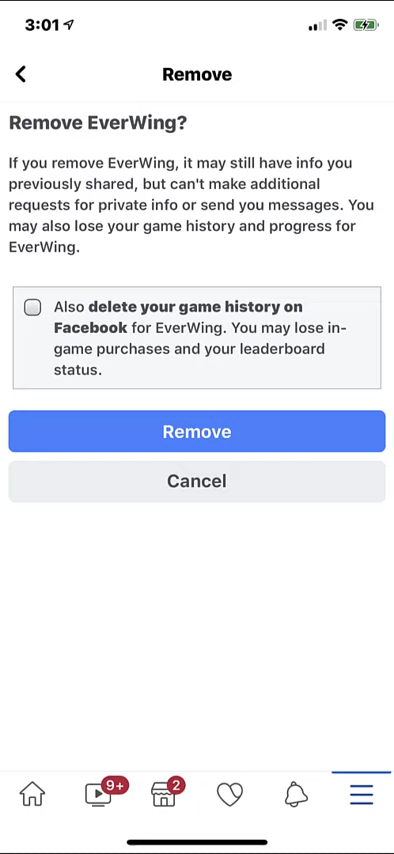 3:01
Remove
Remove EverWing?
If you remove EverWing, it may still have info you
previously shared, but can't make additional
requests for private info or send you messages. You
may also lose your game history and progress for
EverWing.
Also delete your game history on
Facebook for EverWing. You may lose in-
game purchases and your leaderboard
status.
Remove
Cancel
9+
2